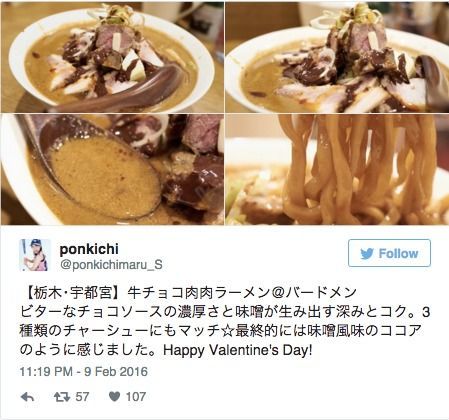 ponkichi
@ponkichimaru_S
Follow
【栃木･宇都宮】牛チョコ肉肉ラーメン＠バードメン
ビターなチョコソースの濃厚さと味噌が生み出す深みとコク。3
種類のチャーシューにもマッチ☆最終的には味噌風味のココア
のように感じました。Happy Valentine's Day!
11:19 PM - 9 Feb 2016
57
107